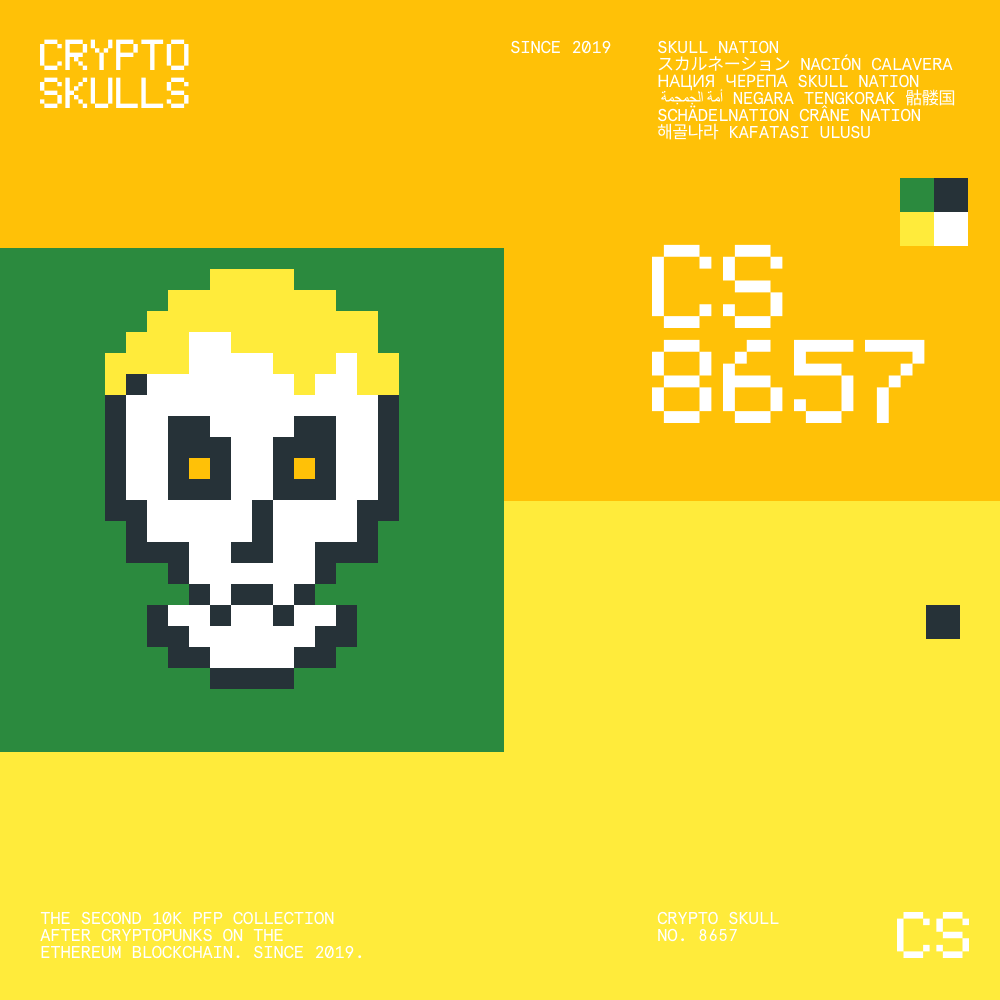 CRYPTO
SKULLS
SINCE 2019
SKULL NATION
スカルネーション NACIÓN CALAVERA
НАЦИЯ ЧЕРЕПА SKULL NATION
أمة الجمجمة NEGARA TENGKORAK 骷髅国
SCHÄDELNATION CRÂNE NATION
해골나라 KAFATASI ULUSU
CS
8657
THE SECOND 10K PFP COLLECTION
AFTER CRYPTOPUNKS ON THE
ETHEREUM BLOCKCHAIN. SINCE 2019.
CRYPTO SKULL
NO. 8657
CS